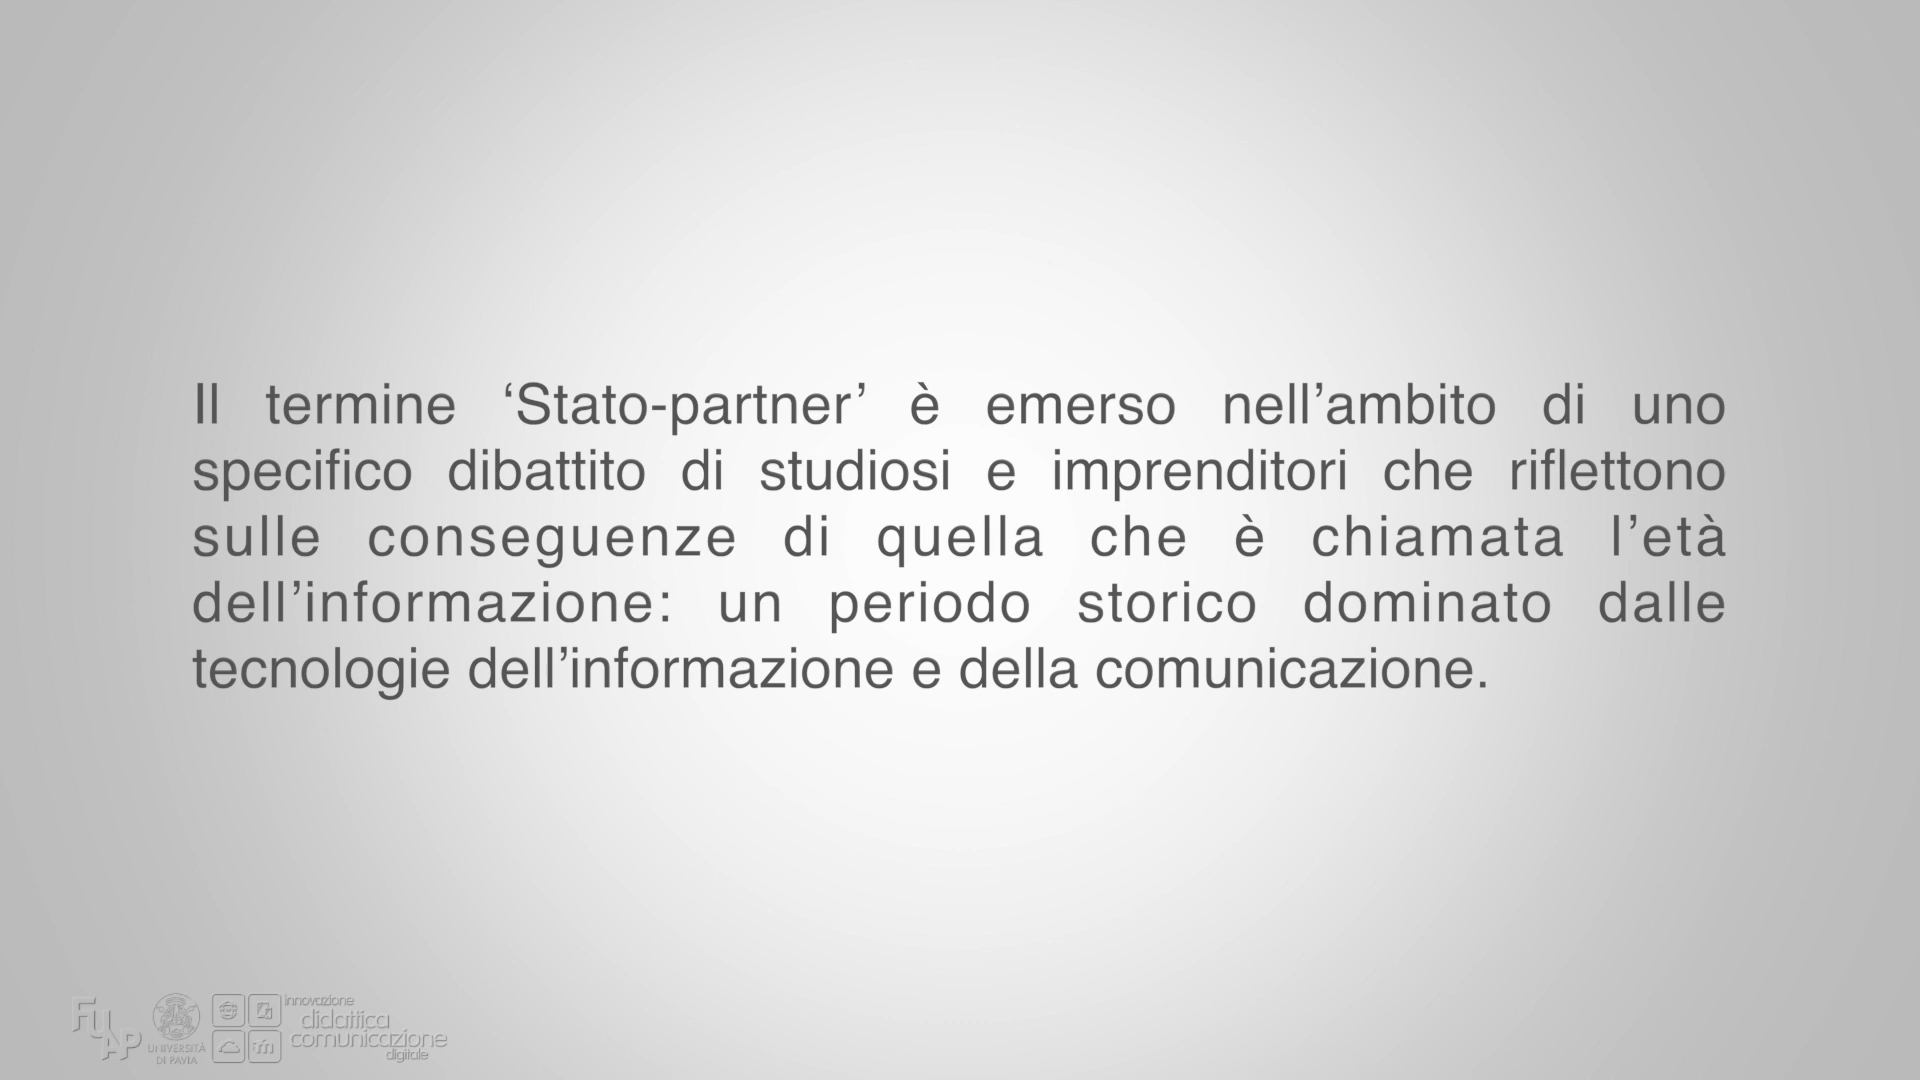 Il termine ‘Stato-partner’ è emerso nell’ambito di uno
specifico dibattito di studiosi e imprenditori che riflettono
sulle conseguenze di quella che è chiamata l’età
dell’informazione: un periodo storico dominato dalle
tecnologie dell’informazione e della comunicazione.
UNIVERSITÀ
DI PAVIA
innovazione
didattica
comunicazione
digitale